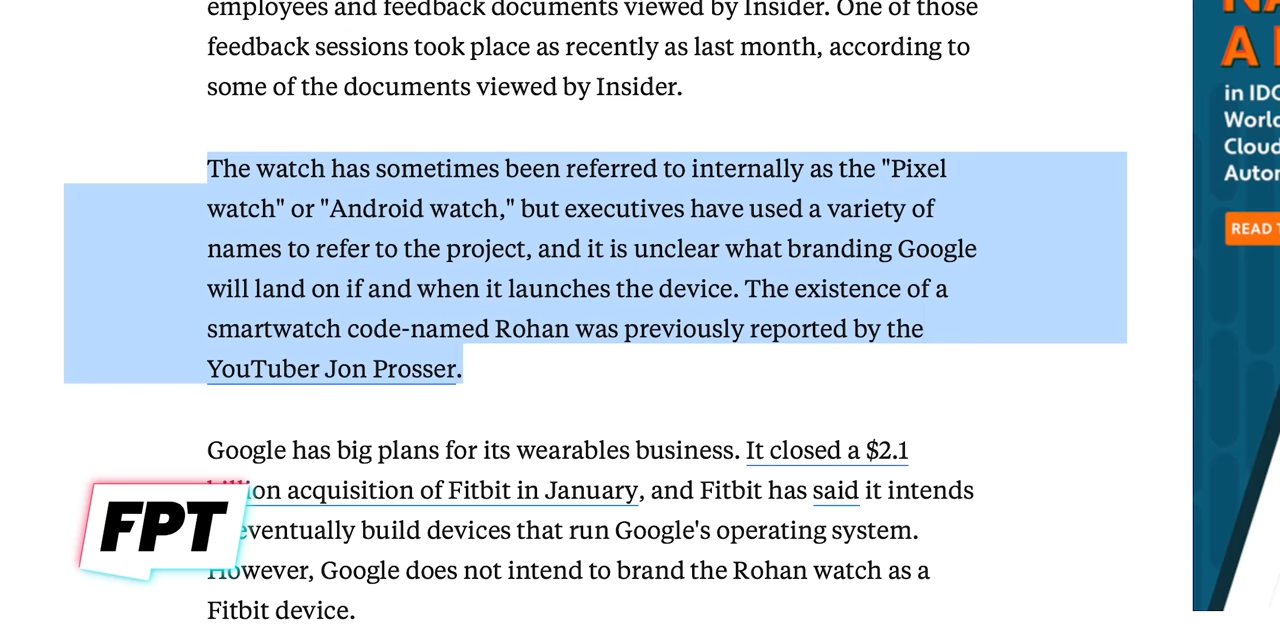 employees and feedback documents viewed by Insider. One of those
feedback sessions took place as recently as last month, according to
some of the documents viewed by Insider.
The watch has sometimes been referred to internally as the "Pixel
watch" or "Android watch," but executives have used a variety of
names to refer to the project, and it is unclear what branding Google
will land on if and when it launches the device. The existence of a
smartwatch code-named Rohan was previously reported by the
YouTuber Jon Prosser.
Google has big plans for its wearables business. It closed a $2.1
billion acquisition of Fitbit in January, and Fitbit has said it intends
eventually build devices that run Google's operating system.
However, Google does not intend to brand the Rohan watch as a
Fitbit device.
FPT
A
in
READ